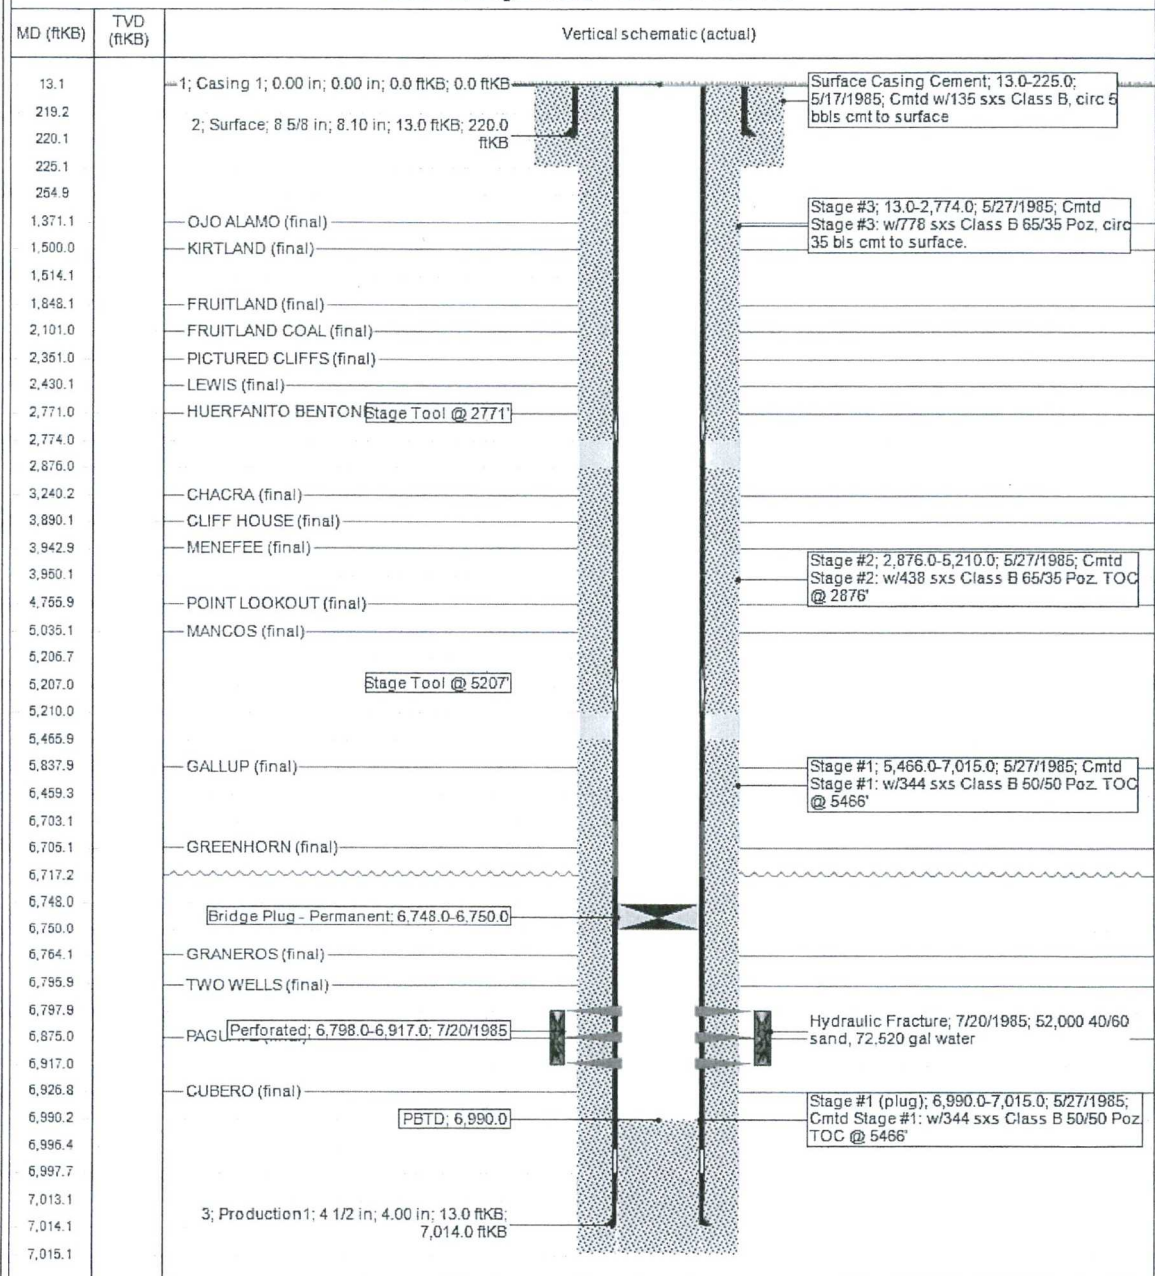 MD (ftKB)
TVD
(ftKB)
Vertical schematic (actual)
13.1
1; Casing 1; 0.00 in; 0.00 in; 0.0 ftKB; 0.0 ftKB
Surface Casing Cement; 13.0-225.0;
5/17/1985; Cmtd w/135 sxs Class B, circ 5
bbls cmt to surface
219.2
2; Surface; 8 5/8 in; 8.10 in; 13.0 ftKB; 220.0
ftKB
220.1
225.1
254.9
1,371.1
OJO ALAMO (final)
Stage #3; 13.0-2,774.0; 5/27/1985; Cmtd
Stage #3: w/778 sxs Class B 65/35 Poz, circ
35 bls cmt to surface.
1,500.0
KIRTLAND (final)
1,514.1
1,848.1
FRUITLAND (final)
2,101.0
FRUITLAND COAL (final)
2,351.0
PICTURED CLIFFS (final)
2,430.1
LEWIS (final)
2,771.0
HUERFANITO BENTONI
Stage Tool @ 2771'
2,774.0
2,876.0
3,240.2
CHACRA (final)
3,890.1
CLIFF HOUSE (final)
3,942.9
MENEFEE (final)
3,950.1
Stage #2; 2,876.0-5,210.0; 5/27/1985; Cmtd
Stage #2: w/438 sxs Class B 65/35 Poz. TOC
@ 2876'
4,755.9
POINT LOOKOUT (final)
5,035.1
MANCOS (final)
5,206.7
5,207.0
Stage Tool @ 5207'
5,210.0
5,465.9
5,837.9
GALLUP (final)
Stage #1; 5,466.0-7,015.0; 5/27/1985; Cmtd
Stage #1: w/344 sxs Class B 50/50 Poz. TOC
@ 5466'
6,459.3
6,703.1
6,705.1
GREENHORN (final)
6,717.2
6,748.0
Bridge Plug - Permanent; 6,748.0-6,750.0
6,750.0
6,764.1
GRANEROS (final)
6,795.9
TWO WELLS (final)
6,797.9
6,875.0
PAGU
Perforated; 6,798.0-6,917.0; 7/20/1985
Hydraulic Fracture; 7/20/1985; 52,000 40/60
sand, 72,520 gal water
6,917.0
6,926.8
CUBERO (final)
6,990.2
PBTD; 6,990.0
Stage #1 (plug); 6,990.0-7,015.0; 5/27/1985;
Cmtd Stage #1: w/344 sxs Class B 50/50 Poz.
TOC @ 5466'
6,996.4
6,997.7
7,013.1
7,014.1
3; Production1; 4 1/2 in; 4.00 in; 13.0 ftKB;
7,014.0 ftKB
7,015.1